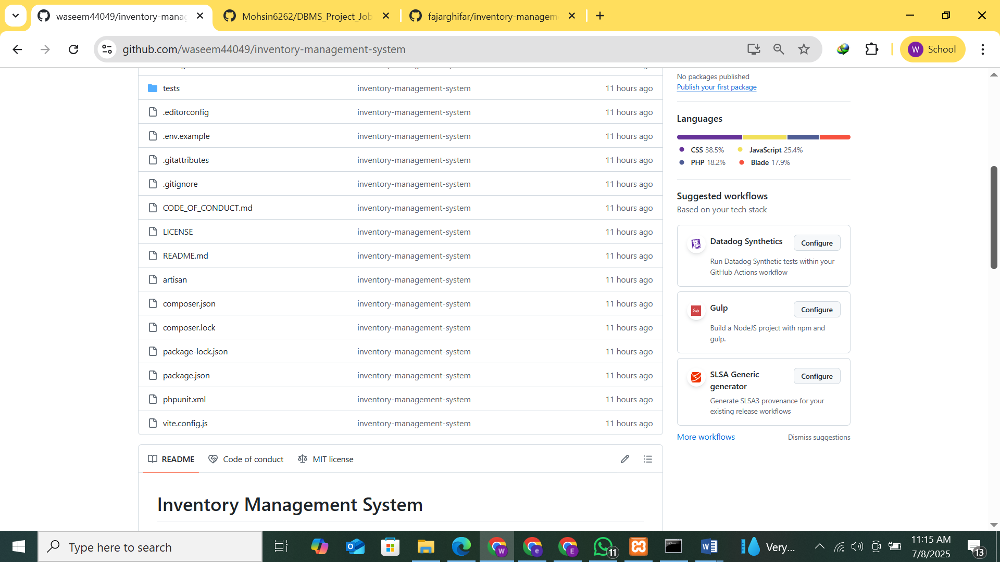 waseem44049/inventory-mana
Mohsin6262/DBMS_Project_Job
fajarghifar/inventory-managem
github.com/waseem44049/inventory-management-system
W
School
tests inventory-management-system 11 hours ago
.editorconfig inventory-management-system 11 hours ago
.env.example inventory-management-system 11 hours ago
.gitattributes inventory-management-system 11 hours ago
.gitignore inventory-management-system 11 hours ago
CODE_OF_CONDUCT.md inventory-management-system 11 hours ago
LICENSE inventory-management-system 11 hours ago
README.md inventory-management-system 11 hours ago
artisan inventory-management-system 11 hours ago
composer.json inventory-management-system 11 hours ago
composer.lock inventory-management-system 11 hours ago
package-lock.json inventory-management-system 11 hours ago
package.json inventory-management-system 11 hours ago
phpunit.xml inventory-management-system 11 hours ago
vite.config.js inventory-management-system 11 hours ago
README
Code of conduct
MIT license
Inventory Management System
No packages published
Publish your first package
Languages
CSS 38.5% JavaScript 25.4%
PHP 18.2% Blade 17.9%
Suggested workflows
Based on your tech stack
Datadog Synthetics
Configure
Run Datadog Synthetic tests within your
GitHub Actions workflow
Gulp
Configure
Build a NodeJS project with npm and
gulp.
SLSA Generic
generator
Configure
Generate SLSA3 provenance for your
existing release workflows
More workflows
Dismiss suggestions
Type here to search
W
e
E
11
Very...
11:15 AM
7/8/2025
13